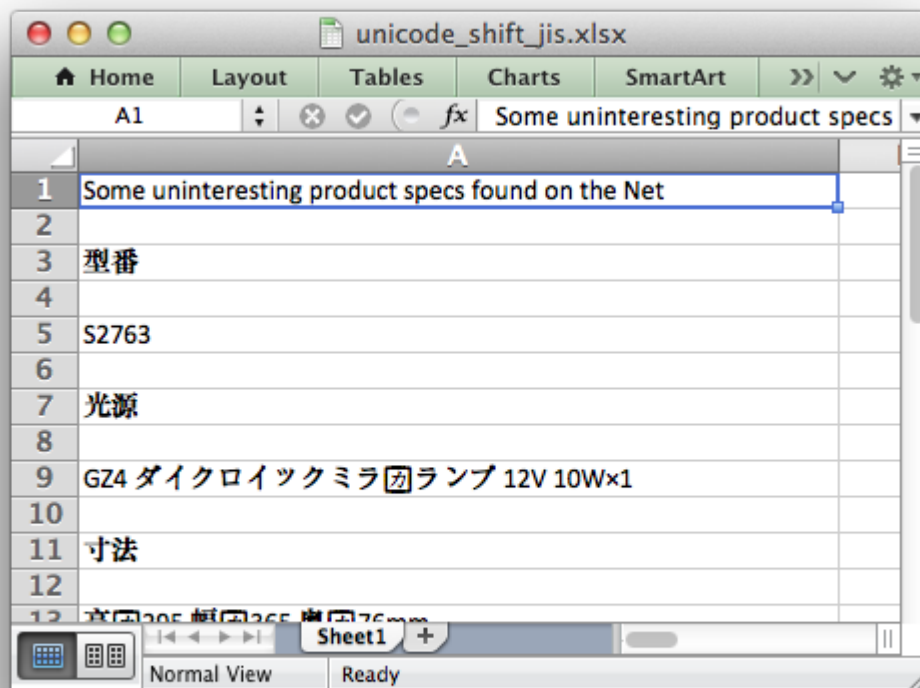 unicode_shift_jis.xlsx
Home Layout Tables Charts SmartArt
A1 fx Some uninteresting product specs
A
1 Some uninteresting product specs found on the Net
2
3 型番
4
5 S2763
6
7 光源
8
9 GZ4 ダイクロイックミラカランプ 12V 10W×1
10
11 寸法
12
13
Sheet1
Normal View Ready